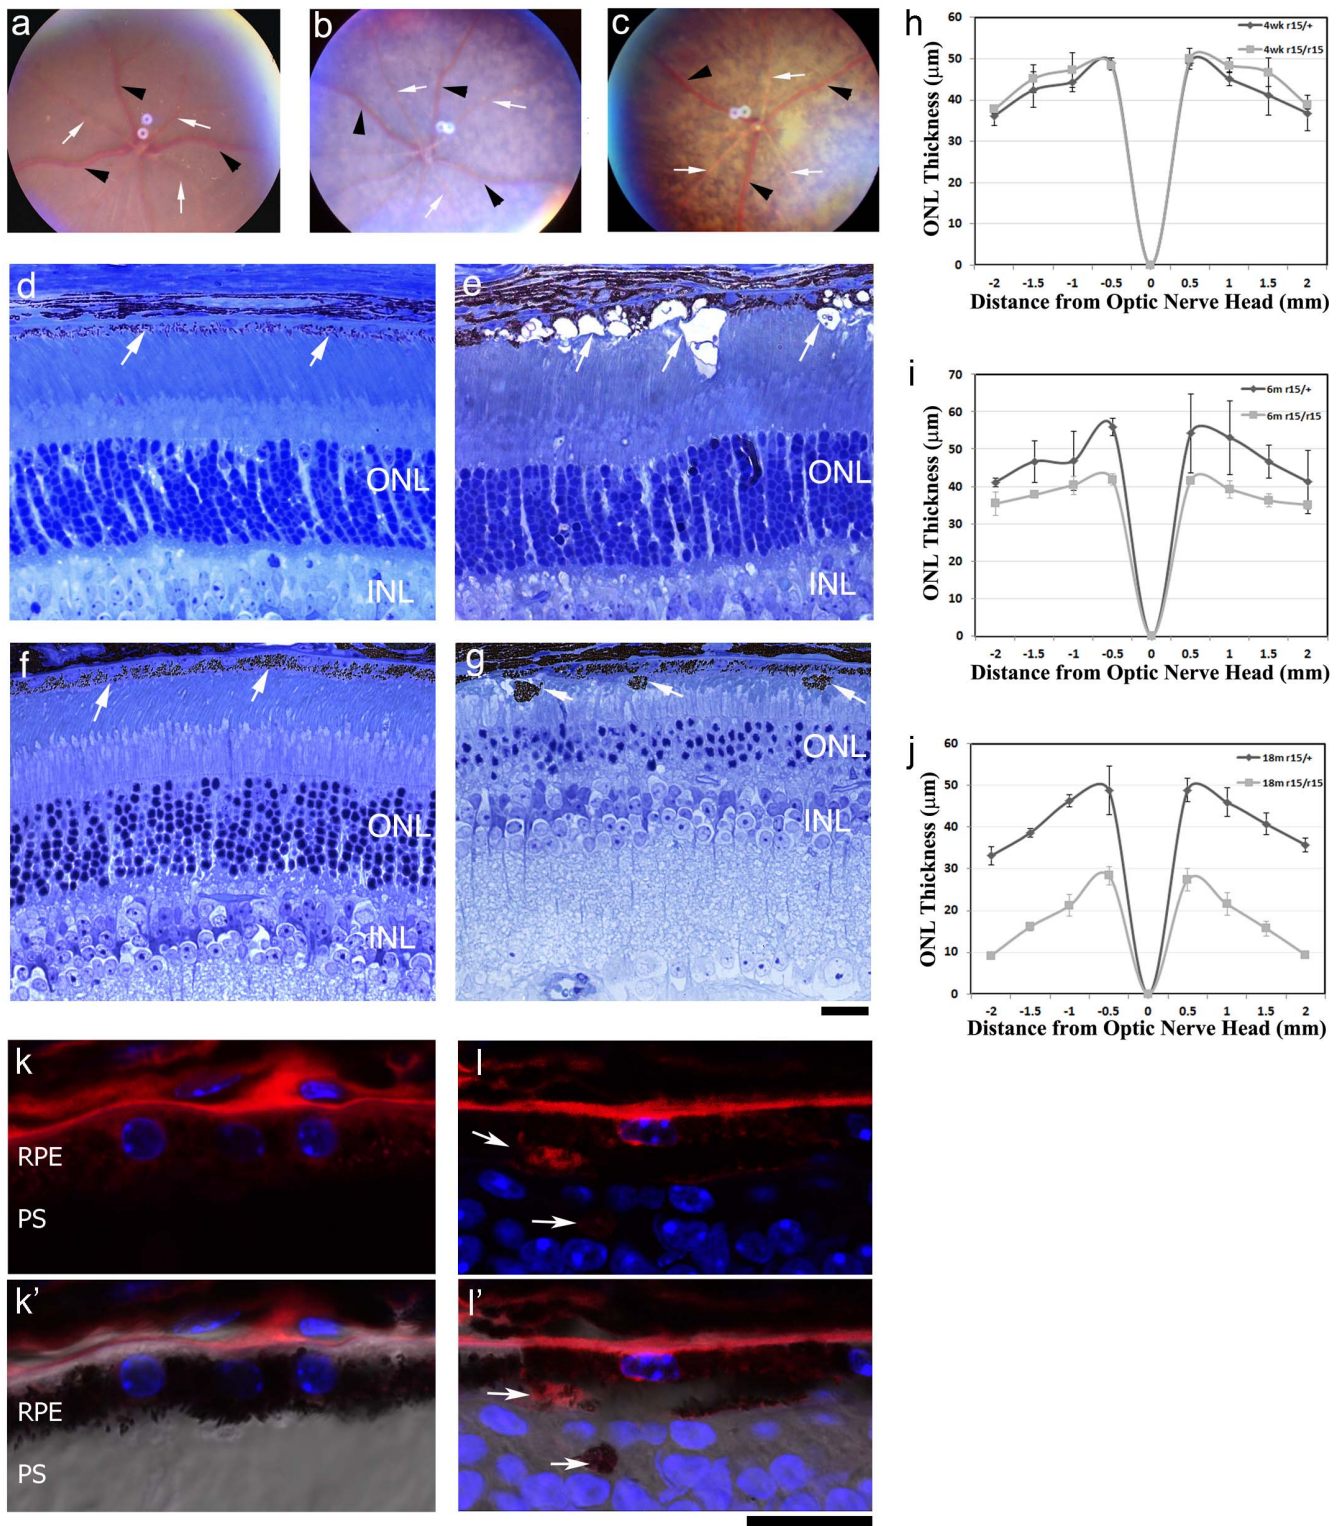 a
b
c
d
ONL
INL
e
ONL
INL
f
ONL
INL
g
ONL
INL
h
60
50
40
30
20
10
0
ONL Thickness (μm)
4wk r15/+
4wk r15/r15
-2 -1.5 -1 -0.5 0 0.5 1 1.5 2
Distance from Optic Nerve Head (mm)
i
70
60
50
40
30
20
10
0
ONL Thickness (μm)
6m r15/+
6m r15/r15
-2 -1.5 -1 -0.5 0 0.5 1 1.5 2
Distance from Optic Nerve Head (mm)
j
60
50
40
30
20
10
0
ONL Thickness (μm)
18m r15/+
18m r15/r15
-2 -1.5 -1 -0.5 0 0.5 1 1.5 2
Distance from Optic Nerve Head (mm)
k
RPE
PS
l
k’
RPE
PS
l’